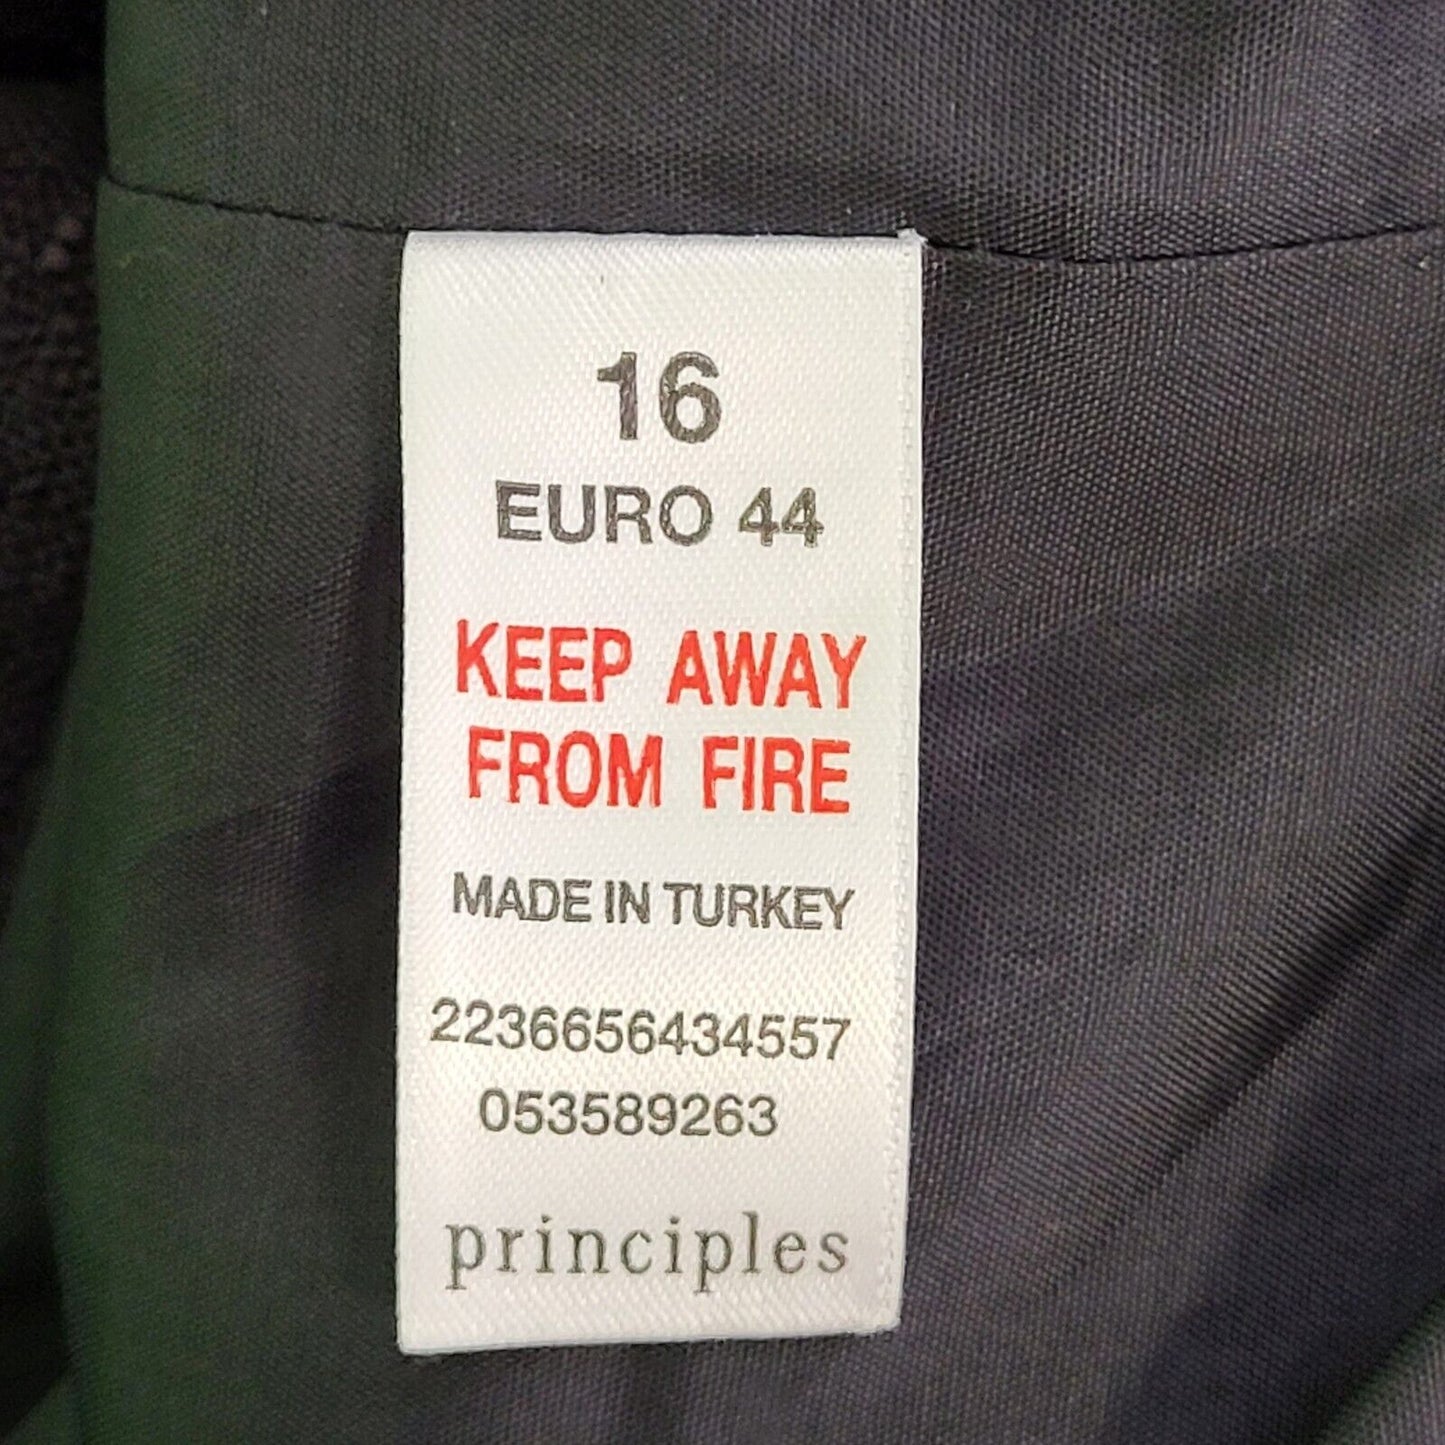 16
EURO 44
KEEP AWAY
FROM FIRE
MADE IN TURKEY
2236656434557
053589263
principles